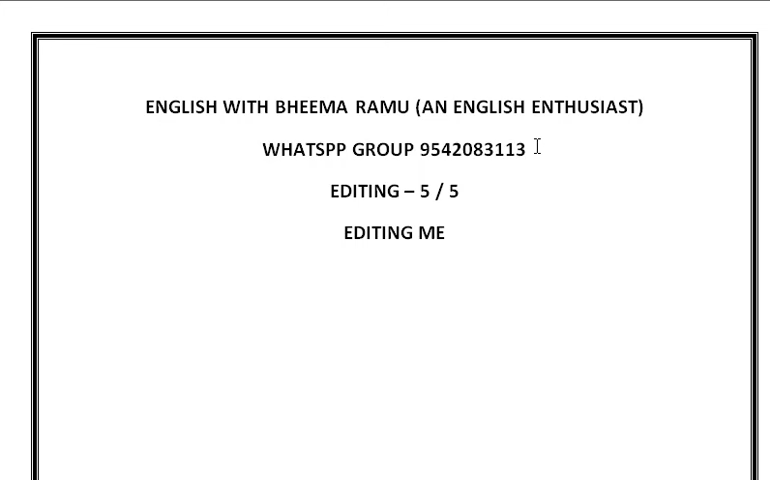 ENGLISH WITH BHEEMA RAMU (AN ENGLISH ENTHUSIAST)
WHATSPP GROUP 9542083113
EDITING – 5 / 5
EDITING ME